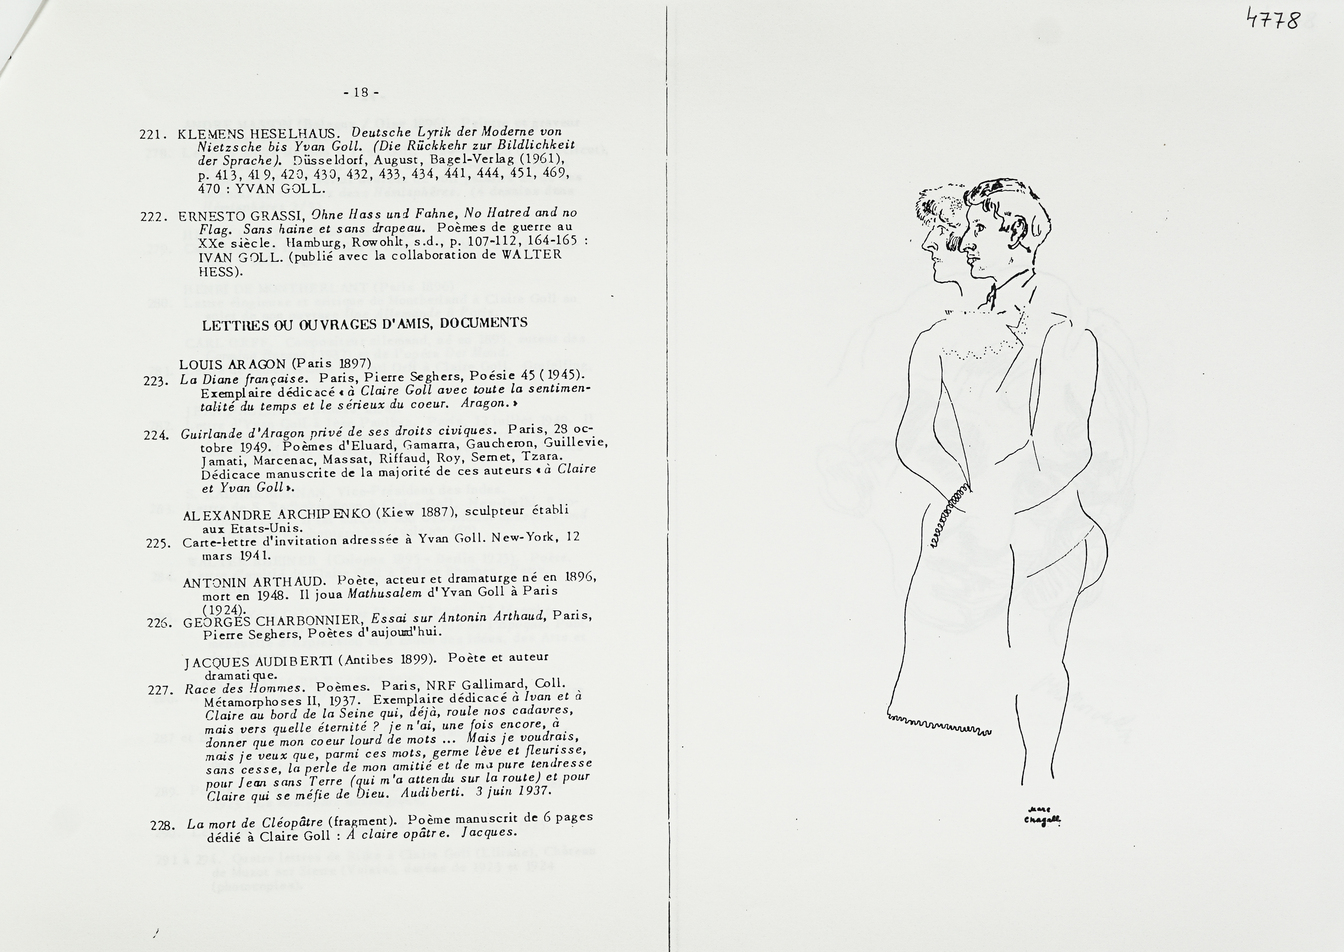 - 18 -
221. KLEMENS HESELHAUS. Deutsche Lyrik der Moderne von
Nietzsche bis Yvan Goll. (Die Rückkehr zur Bildlichkeit
der Sprache). Düsseldorf, August, Bagel-Verlag (1961),
p. 413, 419, 420, 430, 432, 433, 434, 441, 444, 451, 469,
470 : YVAN GOLL.
222. ERNESTO GRASSI, Ohne Hass und Fahne, No Hatred and no
Flag. Sans haine et sans drapeau. Poèmes de guerre au
XXe siècle. Hamburg, Rowohlt, s.d., p. 107-112, 164-165 :
IVAN GOLL. (publié avec la collaboration de WALTER
HESS).
LETTRES OU OUVRAGES D'AMIS, DOCUMENTS
LOUIS ARAGON (Paris 1897)
223. La Diane française. Paris, Pierre Seghers, Poésie 45 (1945).
Exemplaire dédicacé « à Claire Goll avec toute la sentimen-
talité du temps et le sérieux du coeur. Aragon. »
224. Guirlande d'Aragon privé de ses droits civiques. Paris, 28 oc-
tobre 1949. Poèmes d'Eluard, Gamarra, Gaucheron, Guillevie,
Jamati, Marcenac, Massat, Riffaud, Roy, Semet, Tzara.
Dédicace manuscrite de la majorité de ces auteurs « à Claire
et Yvan Goll ».
ALEXANDRE ARCHIPENKO (Kiew 1887), sculpteur établi
aux Etats-Unis.
225. Carte-lettre d'invitation adressée à Yvan Goll. New-York, 12
mars 1941.
ANTONIN ARTHAUD. Poète, acteur et dramaturge né en 1896,
mort en 1948. Il joua Mathusalem d'Yvan Goll à Paris
(1924).
226. GEORGES CHARBONNIER, Essai sur Antonin Arthaud, Paris,
Pierre Seghers, Poètes d'aujourd'hui.
JACQUES AUDIBERTI (Antibes 1899). Poète et auteur
dramatique.
227. Race des Hommes. Poèmes. Paris, NRF Gallimard, Coll.
Métamorphoses II, 1937. Exemplaire dédicacé à Ivan et à
Claire au bord de la Seine qui, déjà, roule nos cadavres,
mais vers quelle éternité ? je n'ai, une fois encore, à
donner que mon coeur lourd de mots ... Mais je voudrais,
mais je veux que, parmi ces mots, germe lève et fleurisse,
sans cesse, la perle de mon amitié et de ma pure tendresse
pour Jean sans Terre (qui m'a attendu sur la route) et pour
Claire qui se méfie de Dieu. Audiberti. 3 juin 1937.
228. La mort de Cléopâtre (fragment). Poème manuscrit de 6 pages
dédié à Claire Goll : A claire opâtre. Jacques.
4778
Marc
Chagall